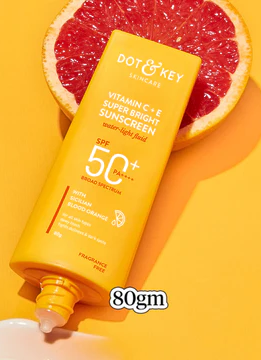 DOT & KEY
SKINCARE
VITAMIN C + E
SUPER BRIGHT
SUNSCREEN
water-light fluid
SPF
50+
PA++++
BROAD SPECTRUM
WITH
SICILIAN
BLOOD ORANGE
FRAGRANCE
FREE
80gm